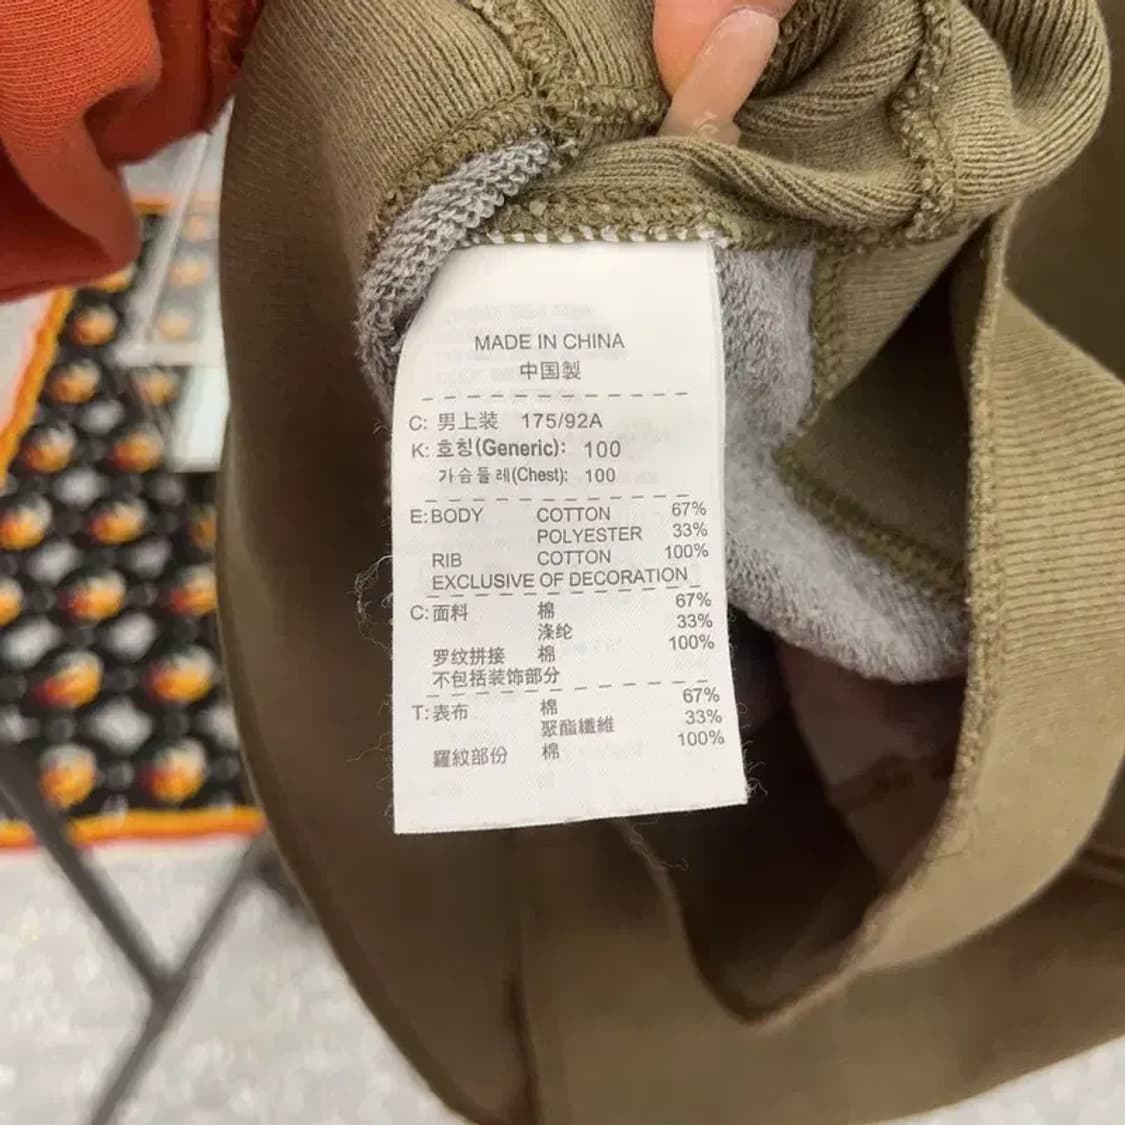 MADE IN CHINA
中国製
C: 男上装 175/92A
K: 호칭(Generic): 100
가슴둘레(Chest): 100
E: BODY COTTON 67%
POLYESTER 33%
RIB COTTON 100%
EXCLUSIVE OF DECORATION
C: 面料 棉 67%
涤纶 33%
罗纹拼接 棉 100%
不包括装饰部分
T: 表布 棉 67%
聚酯纖維 33%
羅紋部份 棉 100%